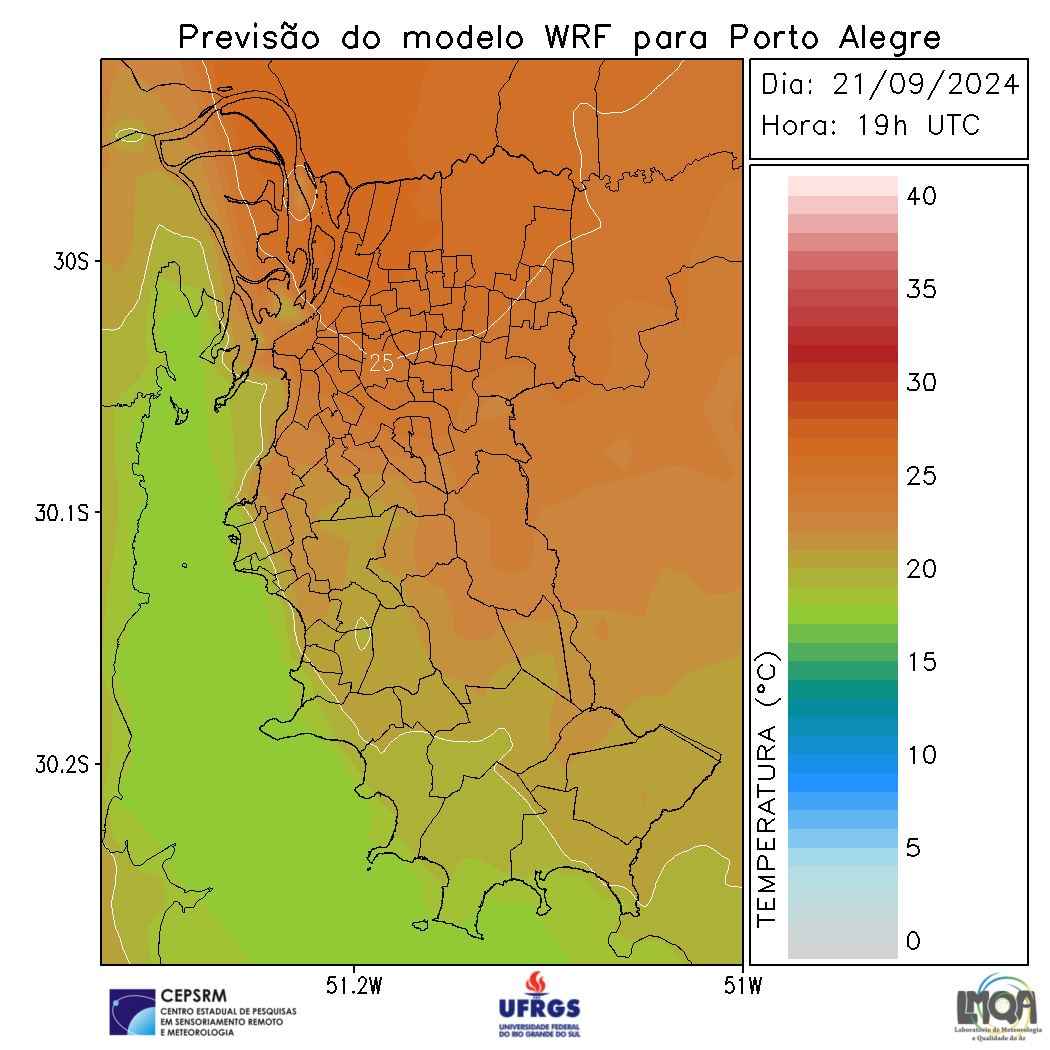 Previsão do modelo WRF para Porto Alegre
Dia: 21/09/2024
Hora: 19h UTC
40
35
30
25
20
15
10
5
0
TEMPERATURA (°C)
30S
30.1S
30.2S
25
51.2W
51W
CEPSRM
CENTRO ESTADUAL DE PESQUISAS
EM SENSORIAMENTO REMOTO
E METEOROLOGIA
UFRGS
UNIVERSIDADE FEDERAL
DO RIO GRANDE DO SUL
LMQA
Laboratório de Meteorologia
e Qualidade do Ar